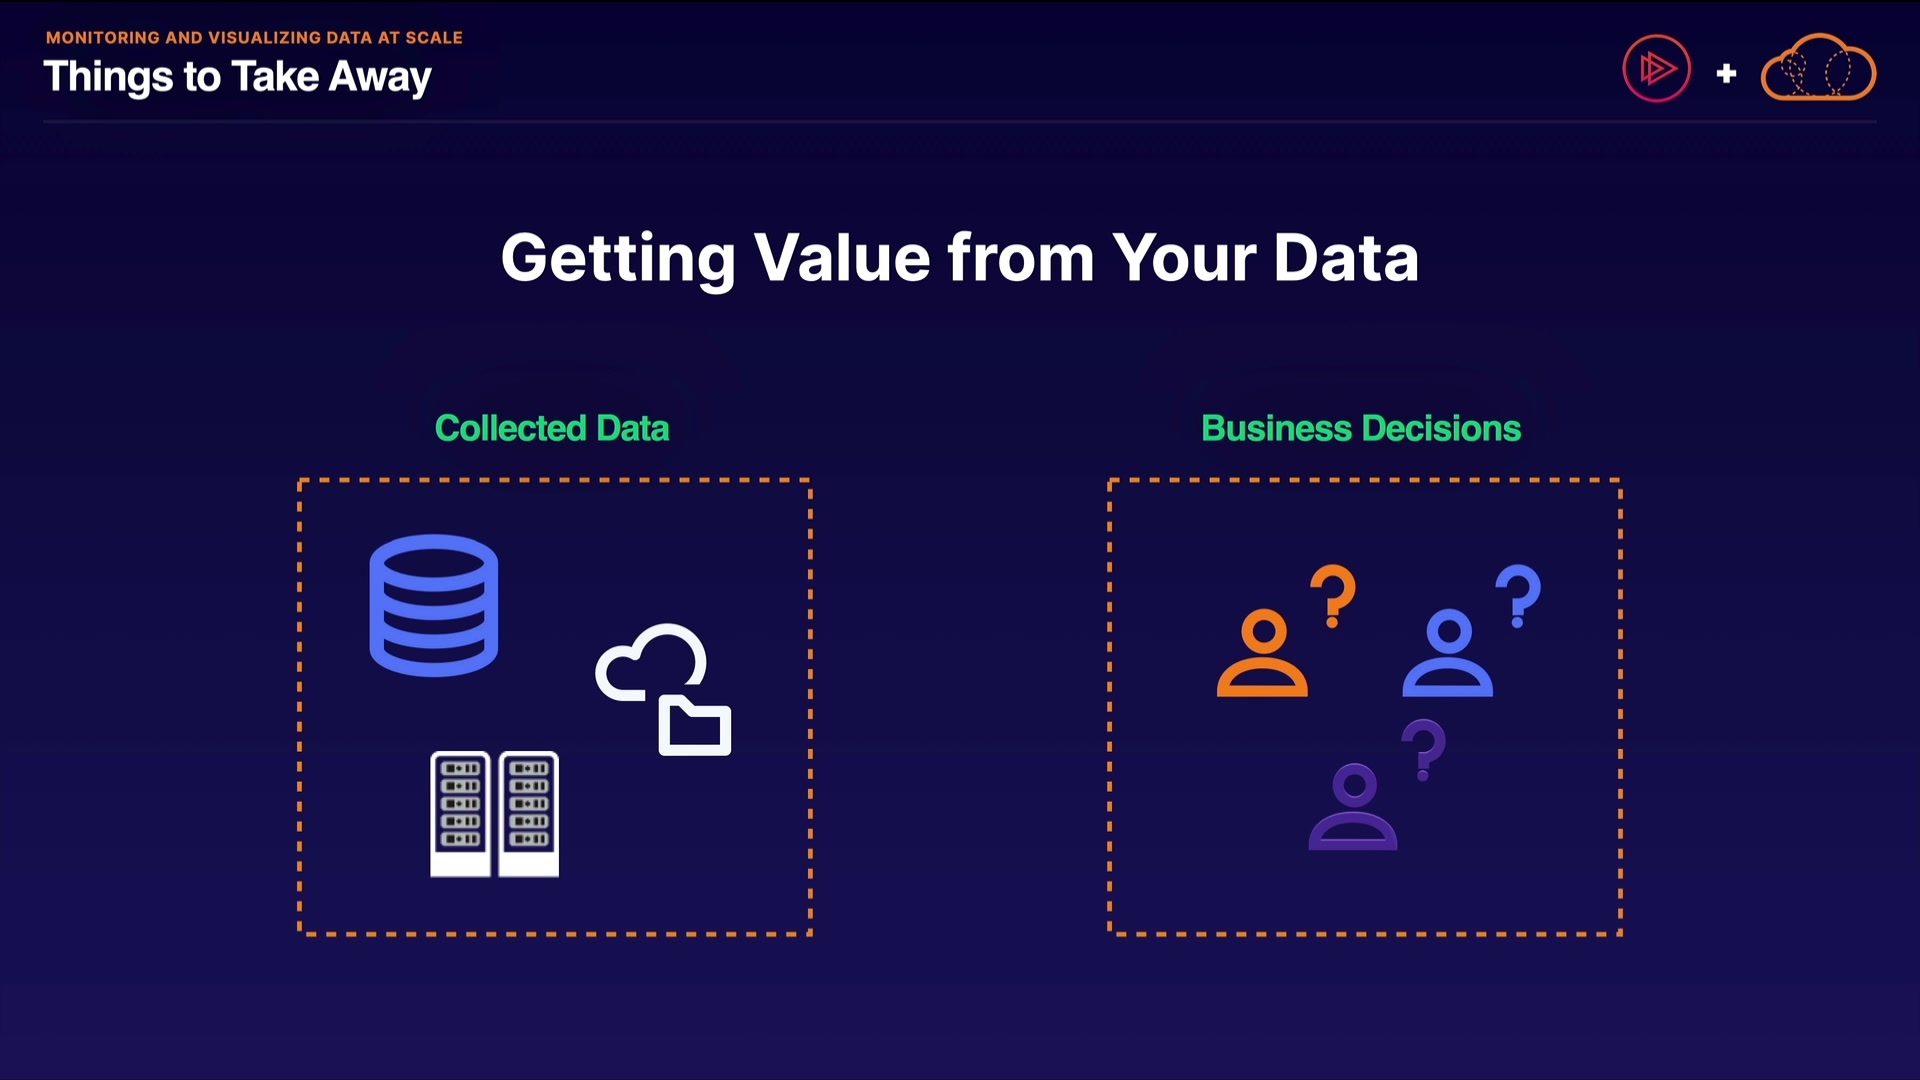 MONITORING AND VISUALIZING DATA AT SCALE
Things to Take Away
+
Getting Value from Your Data
Collected Data
Business Decisions
? ?
?